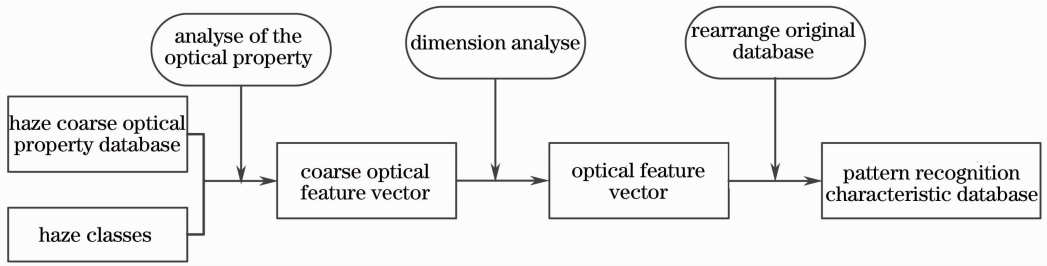 analyse of the
optical property
dimension analyse
rearrange original
database
haze coarse optical
property database
haze classes
coarse optical
feature vector
optical feature
vector
pattern recognition
characteristic database